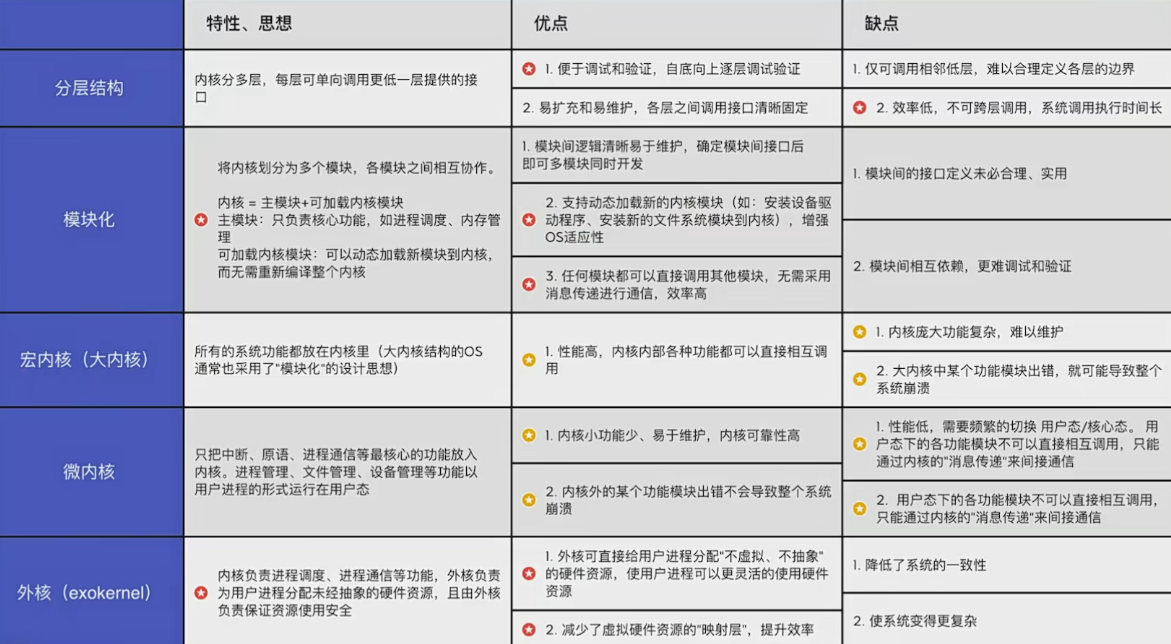 特性、思想
优点
缺点
分层结构
内核分多层，每层可单向调用更低一层提供的接
口
1. 便于调试和验证，自底向上逐层调试验证
2. 易扩充和易维护，各层之间调用接口清晰固定
1. 仅可调用相邻低层，难以合理定义各层的边界
2. 效率低，不可跨层调用，系统调用执行时间长
模块化
将内核划分为多个模块，各模块之间相互协作。
内核 = 主模块+可加载内核模块
主模块：只负责核心功能，如进程调度、内存管
理
可加载内核模块：可以动态加载新模块到内核，
而无需重新编译整个内核
1. 模块间逻辑清晰易于维护，确定模块间接口后
即可多模块同时开发
2. 支持动态加载新的内核模块（如：安装设备驱
动程序、安装新的文件系统模块到内核），增强
OS适应性
3. 任何模块都可以直接调用其他模块，无需采用
消息传递进行通信，效率高
1. 模块间的接口定义未必合理、实用
2. 模块间相互依赖，更难调试和验证
宏内核（大内核）
所有的系统功能都放在内核里（大内核结构的OS
通常也采用了"模块化"的设计思想）
1. 性能高，内核内部各种功能都可以直接相互调
用
1. 内核庞大功能复杂，难以维护
2. 大内核中某个功能模块出错，就可能导致整个
系统崩溃
微内核
只把中断、原语、进程通信等最核心的功能放入
内核。进程管理、文件管理、设备管理等功能以
用户进程的形式运行在用户态
1. 内核小功能少、易于维护，内核可靠性高
2. 内核外的某个功能模块出错不会导致整个系统
崩溃
1. 性能低，需要频繁的切换 用户态/核心态。 用
户态下的各功能模块不可以直接相互调用，只能
通过内核的"消息传递"来间接通信
2. 用户态下的各功能模块不可以直接相互调用，
只能通过内核的"消息传递"来间接通信
外核（exokernel）
内核负责进程调度、进程通信等功能，外核负责
为用户进程分配未经抽象的硬件资源，且由外核
负责保证资源使用安全
1. 外核可直接给用户进程分配"不虚拟、不抽象"
的硬件资源，使用户进程可以更灵活的使用硬件
资源
2. 减少了虚拟硬件资源的"映射层"，提升效率
1. 降低了系统的一致性
2. 使系统变得更复杂